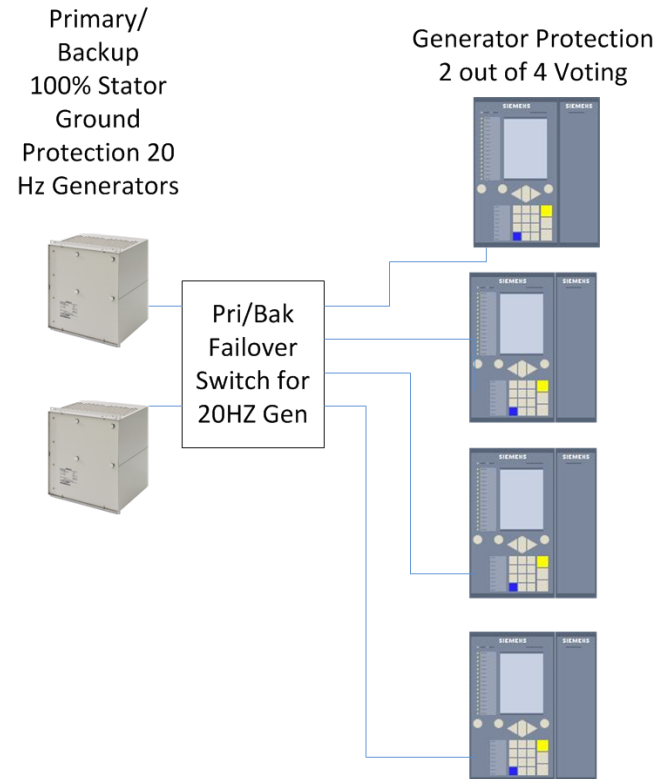 Primary/
Backup
100% Stator
Ground
Protection 20
Hz Generators
Generator Protection
2 out of 4 Voting
Pri/Bak
Failover
Switch for
20HZ Gen
SIEMENS SIEMENS
SIEMENS SIEMENS
SIEMENS SIEMENS
SIEMENS SIEMENS